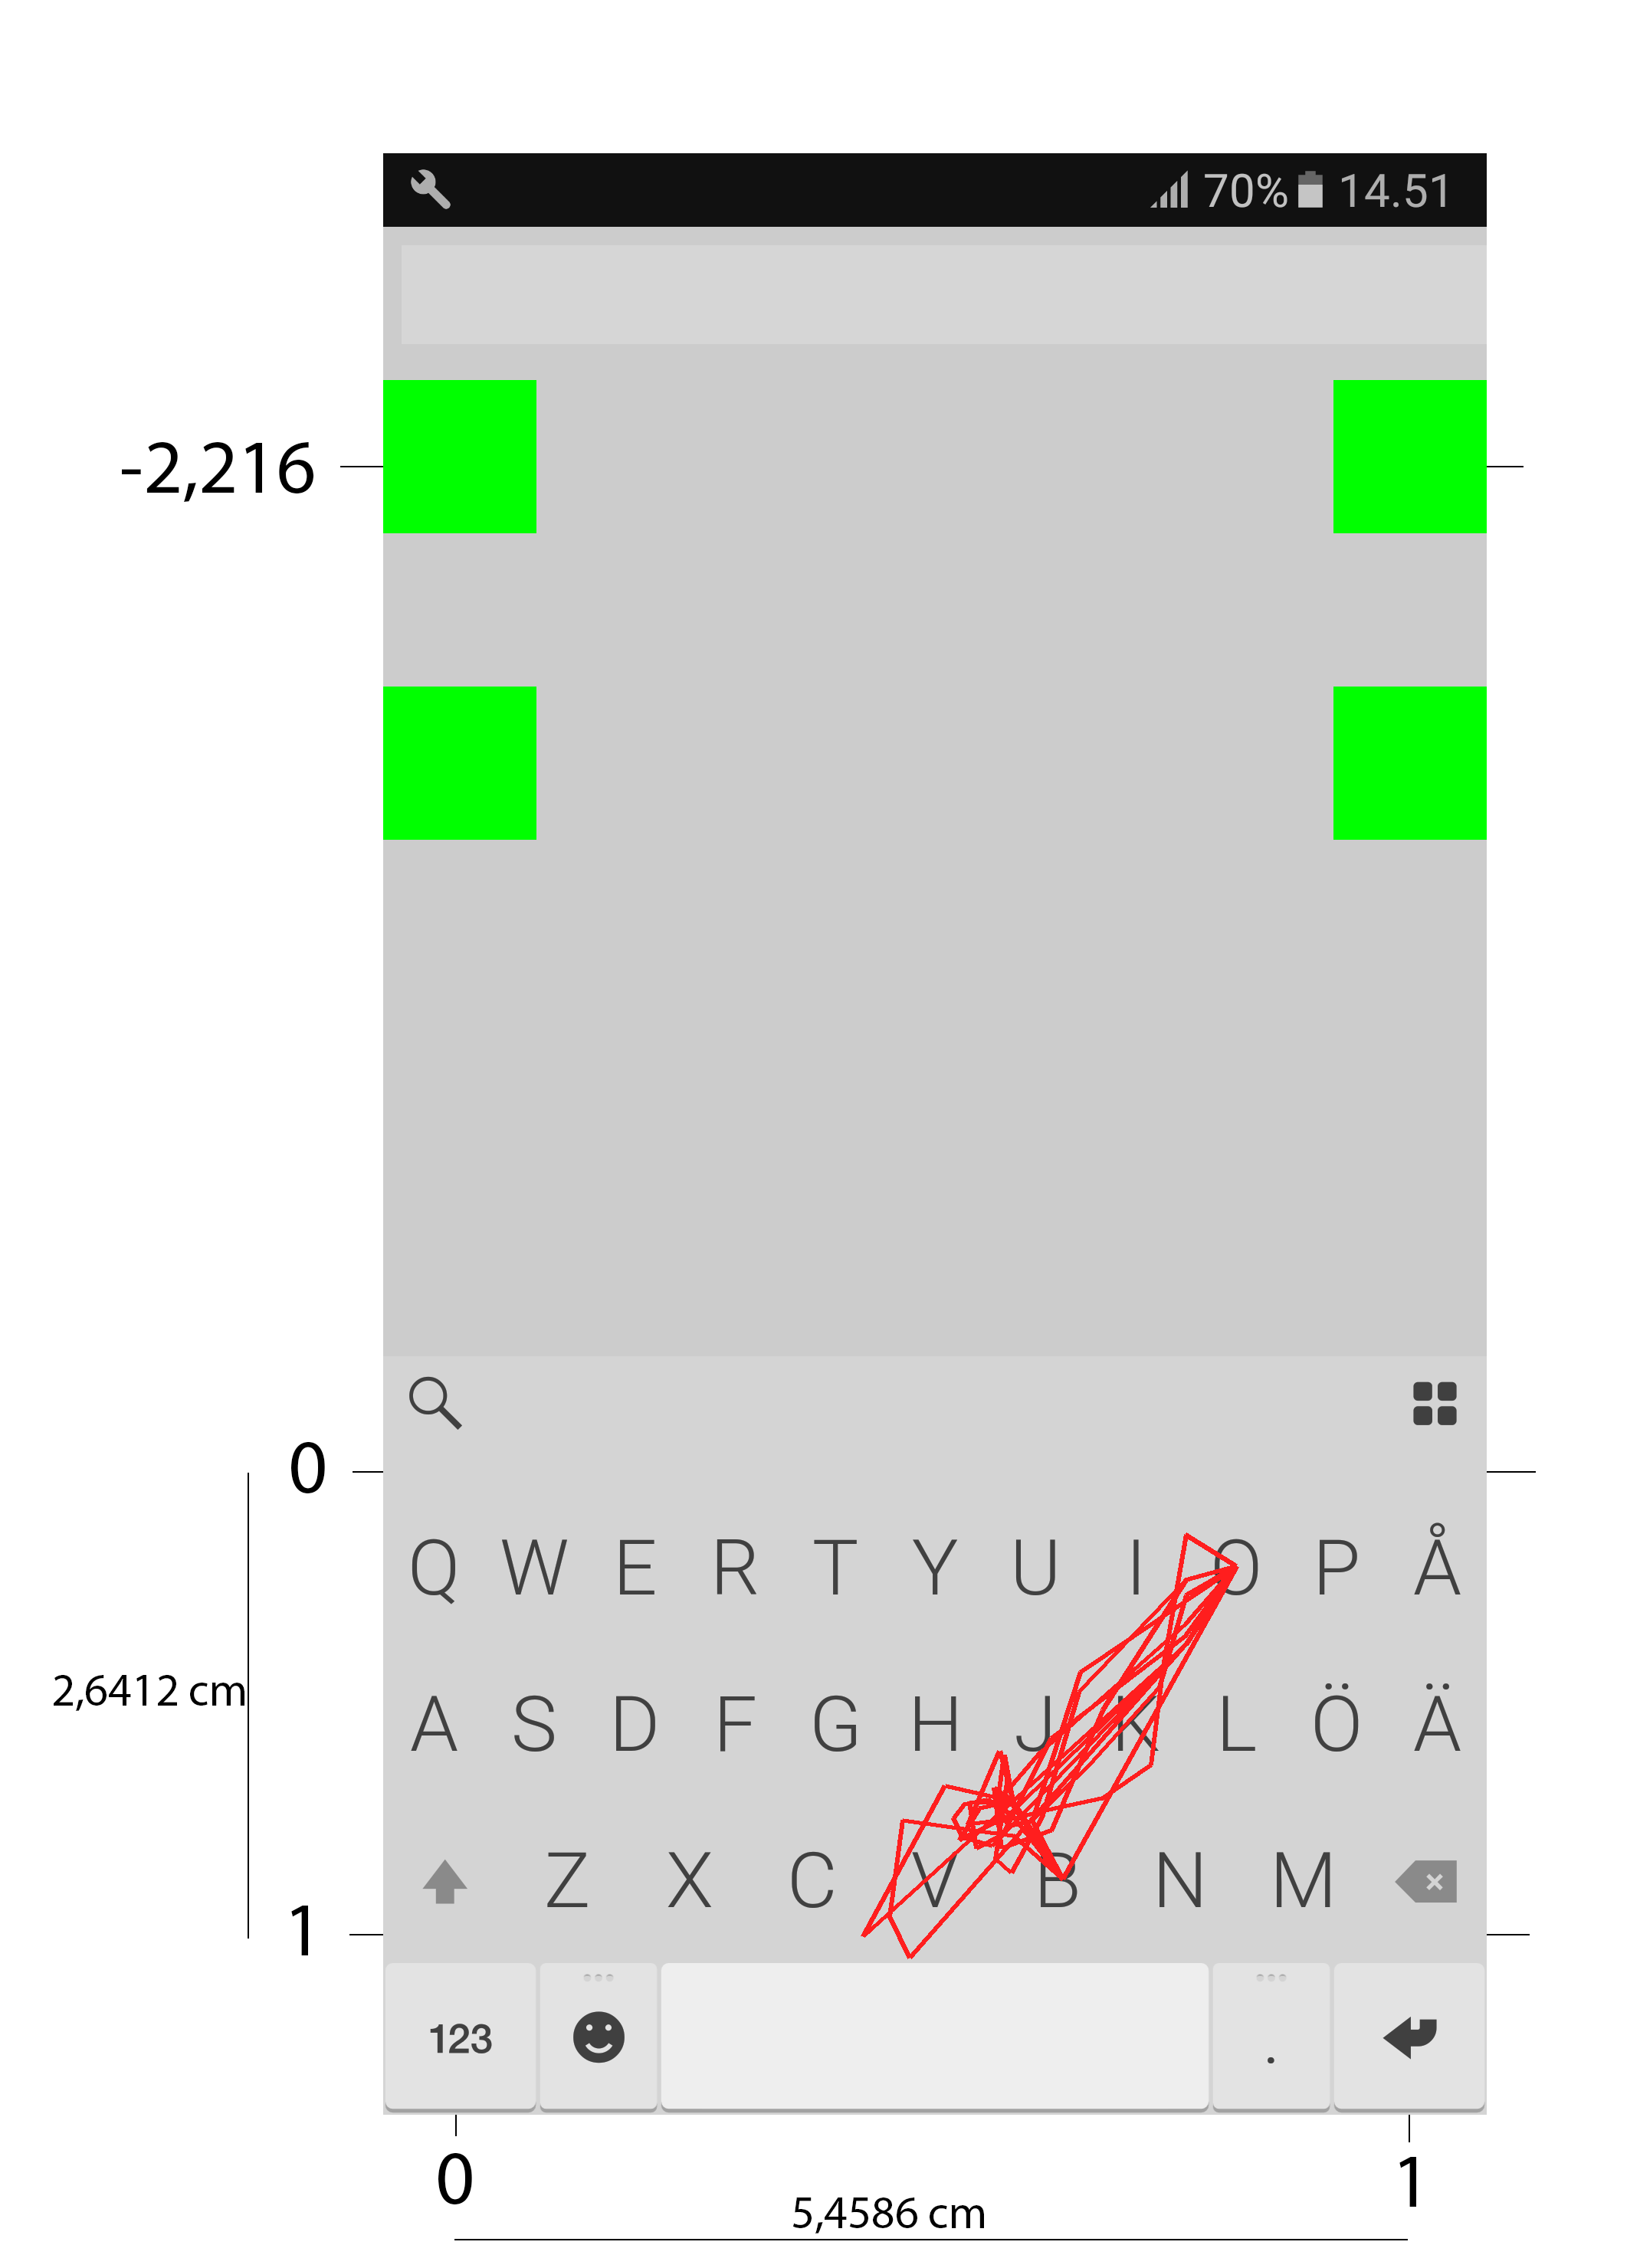 70% 14.51
-2,216
0
Q W E R T Y U I O P Å
2,6412 cm
A S D F G H J K L Ö Ä
Z X C V B N M
1
123 .
0 1
5,4586 cm